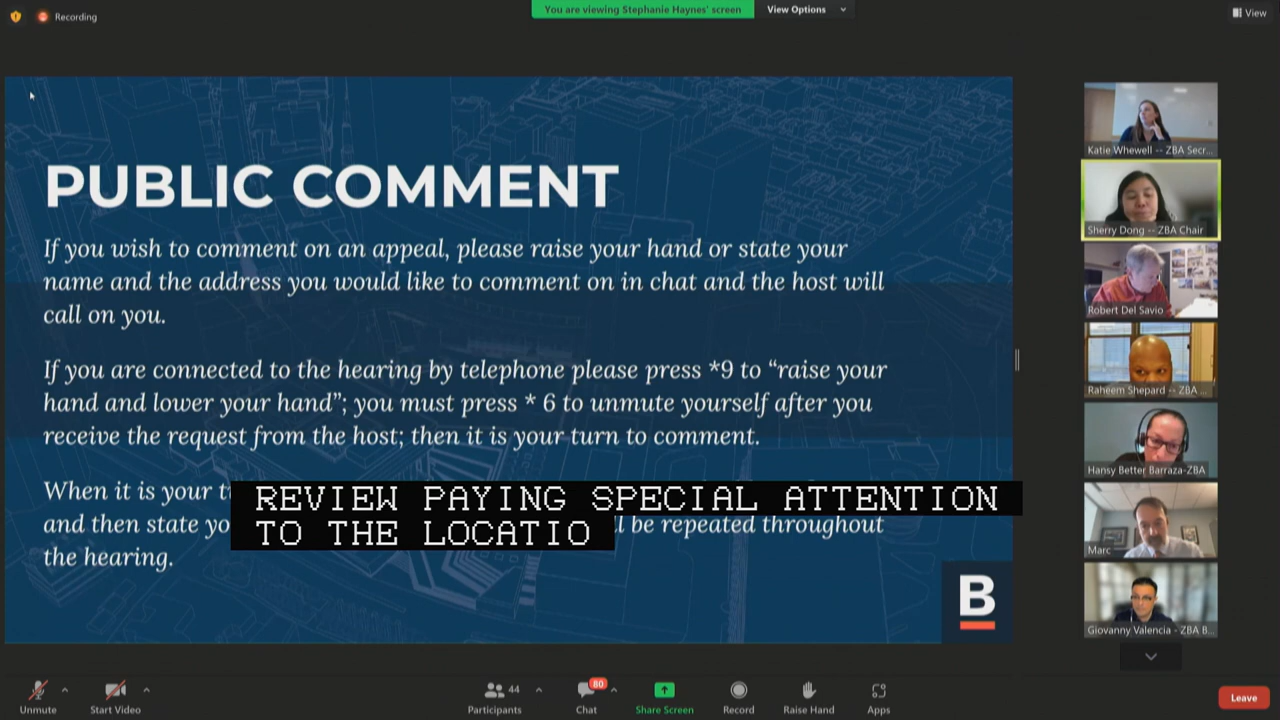 Recording
You are viewing Stephanie Haynes' screen
View Options
View
PUBLIC COMMENT
If you wish to comment on an appeal, please raise your hand or state your
name and the address you would like to comment on in chat and the host will
call on you.
If you are connected to the hearing by telephone please press *9 to “raise your
hand and lower your hand”; you must press * 6 to unmute yourself after you
receive the request from the host; then it is your turn to comment.
When it is your
and then state be repeated throughout
the hearing.
REVIEW PAYING SPECIAL ATTENTION
TO THE LOCATIO
B
Katie Whewell -- ZBA Secr...
Sherry Dong -- ZBA Chair
Robert Del Savio
Raheem Shepard -- ZBA ...
Hansy Better Barraza-ZBA
Marc
Giovanny Valencia - ZBA B...
Unmute
Start Video
44
Participants
80
Chat
Share Screen
Record
Raise Hand
Apps
Leave